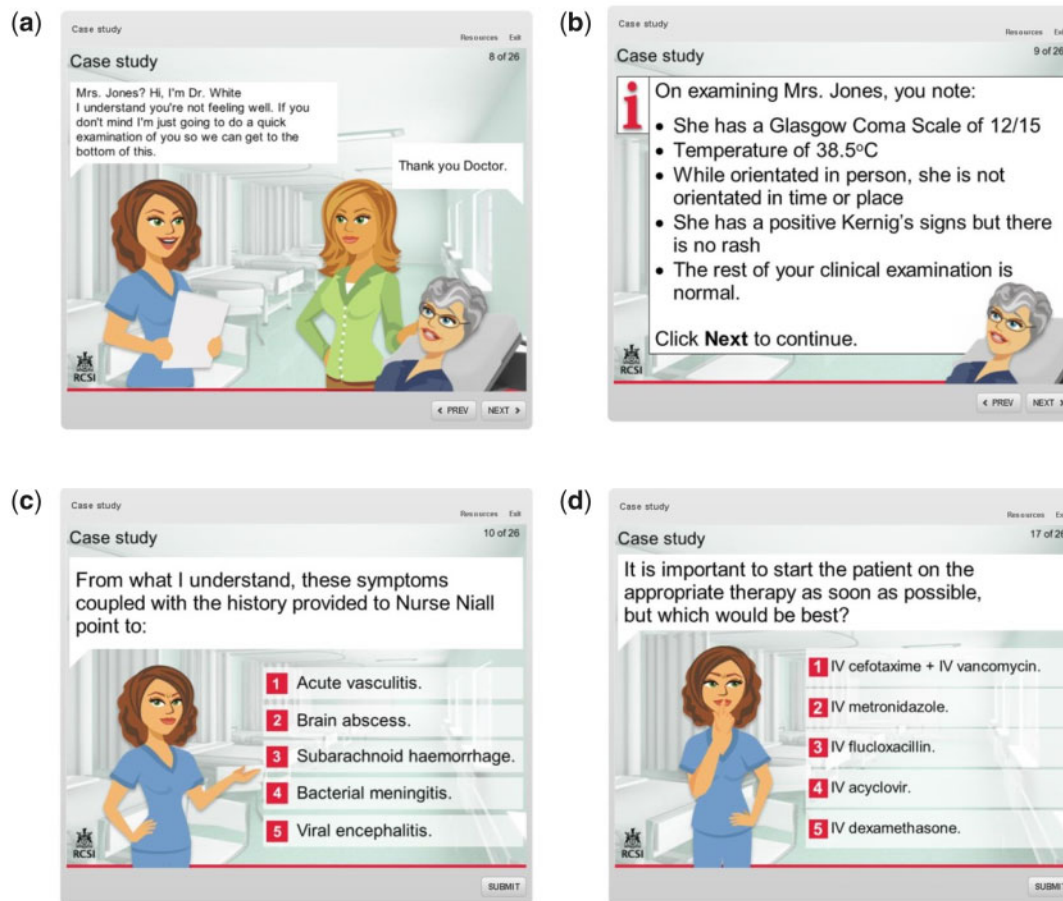 (a)
Case study
Resources Exit
Case study
8 of 26
Mrs. Jones? Hi, I'm Dr. White
I understand you're not feeling well. If you
don't mind I'm just going to do a quick
examination of you so we can get to the
bottom of this.
Thank you Doctor.
RCSI
< PREV NEXT >
(b)
Case study
Resources
Case study
9 of 26
i
On examining Mrs. Jones, you note:
• She has a Glasgow Coma Scale of 12/15
• Temperature of 38.5°C
• While orientated in person, she is not
orientated in time or place
• She has a positive Kernig's signs but there
is no rash
• The rest of your clinical examination is
normal.
Click Next to continue.
RCSI
< PREV NEXT >
(c)
Case study
Resources Exit
Case study
10 of 26
From what I understand, these symptoms
coupled with the history provided to Nurse Niall
point to:
1 Acute vasculitis.
2 Brain abscess.
3 Subarachnoid haemorrhage.
4 Bacterial meningitis.
5 Viral encephalitis.
RCSI
SUBMIT
(d)
Case study
Resources
Case study
17 of 26
It is important to start the patient on the
appropriate therapy as soon as possible,
but which would be best?
1 IV cefotaxime + IV vancomycin.
2 IV metronidazole.
3 IV flucloxacillin.
4 IV acyclovir.
5 IV dexamethasone.
RCSI
SUBMIT